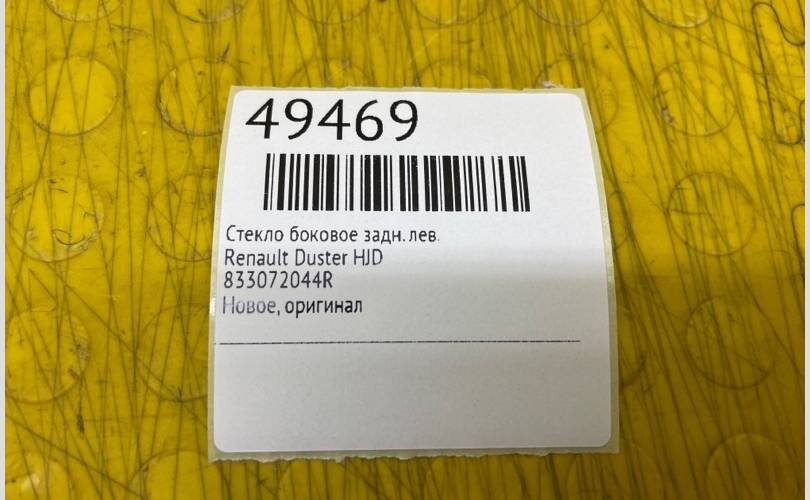 49469
Стекло боковое задн. лев.
Renault Duster HJD
833072044R
Новое, оригинал